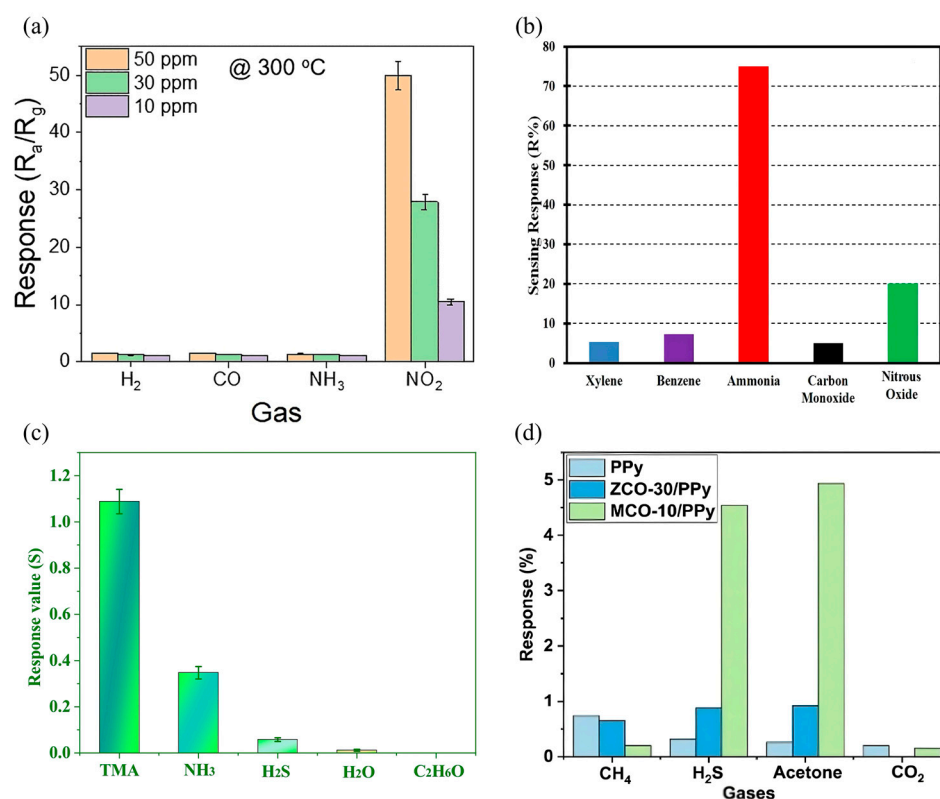 (a)
50 ppm
30 ppm
10 ppm
@ 300 ºC
Response (Ra/Rg)
50
40
30
20
10
0
H2
CO
NH3
NO2
Gas
(b)
Sensing Response (R%)
80
70
60
50
40
30
20
10
0
Xylene
Benzene
Ammonia
Carbon
Monoxide
Nitrous
Oxide
(c)
Response value (S)
1.2
1.0
0.8
0.6
0.4
0.2
0.0
TMA
NH3
H2S
H2O
C2H6O
(d)
PPy
ZCO-30/PPy
MCO-10/PPy
Response (%)
5
4
3
2
1
0
CH4
H2S
Acetone
CO2
Gases